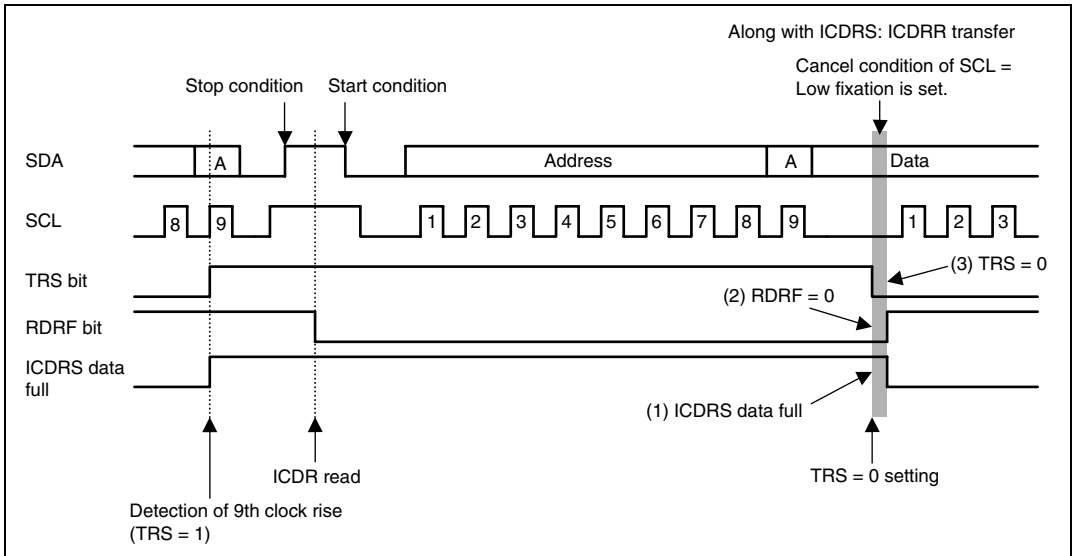 Along with ICDRS: ICDRR transfer
Cancel condition of SCL =
Low fixation is set.
Stop condition
Start condition
SDA
A
Address
A
Data
SCL
8
9
1
2
3
4
5
6
7
8
9
1
2
3
TRS bit
(3) TRS = 0
(2) RDRF = 0
RDRF bit
ICDRS data
full
(1) ICDRS data full
ICDR read
TRS = 0 setting
Detection of 9th clock rise
(TRS = 1)